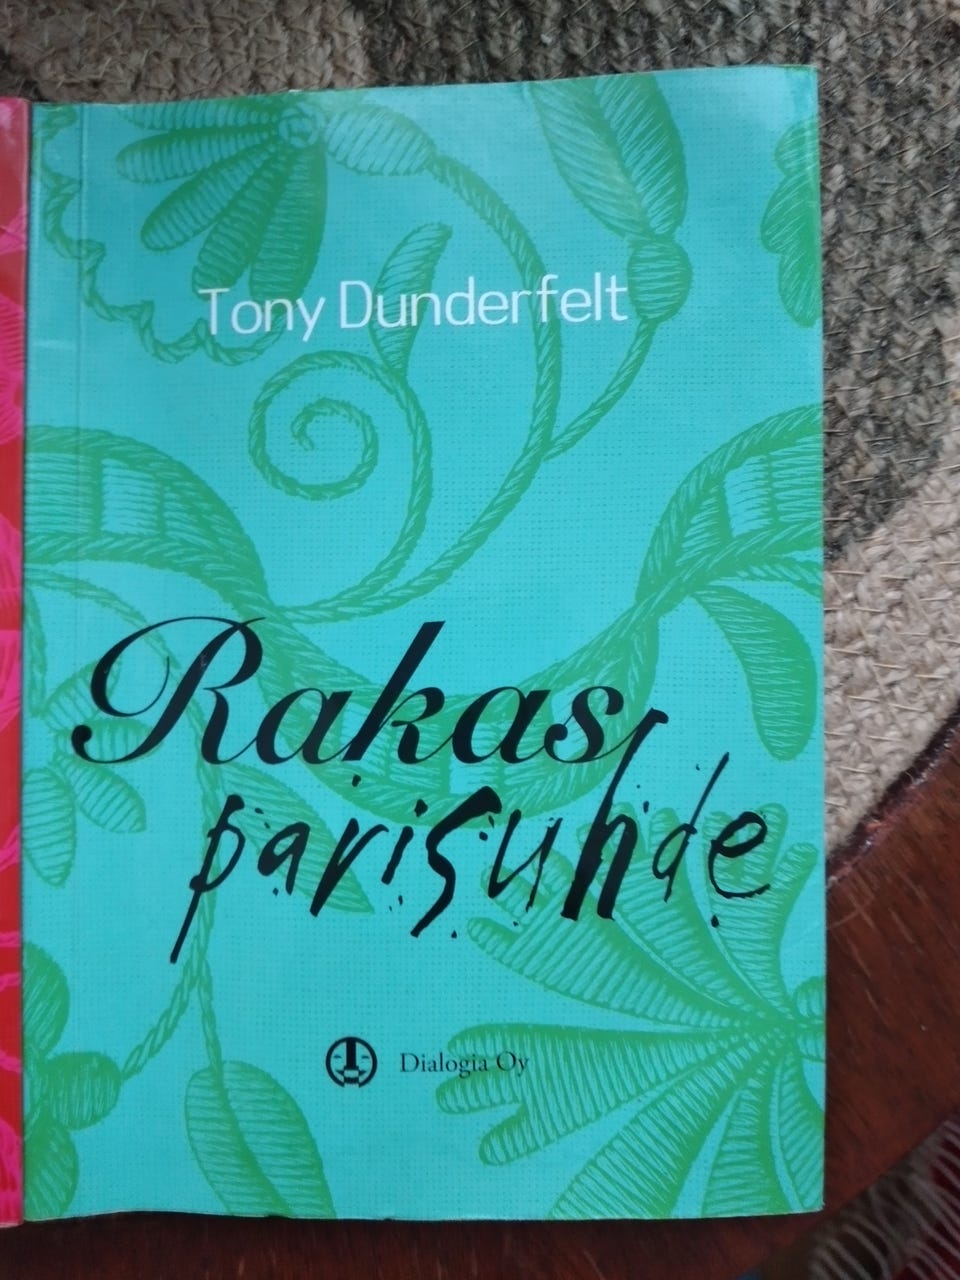 Tony Dunderfelt
Rakas
parisuhde
Dialogia Oy